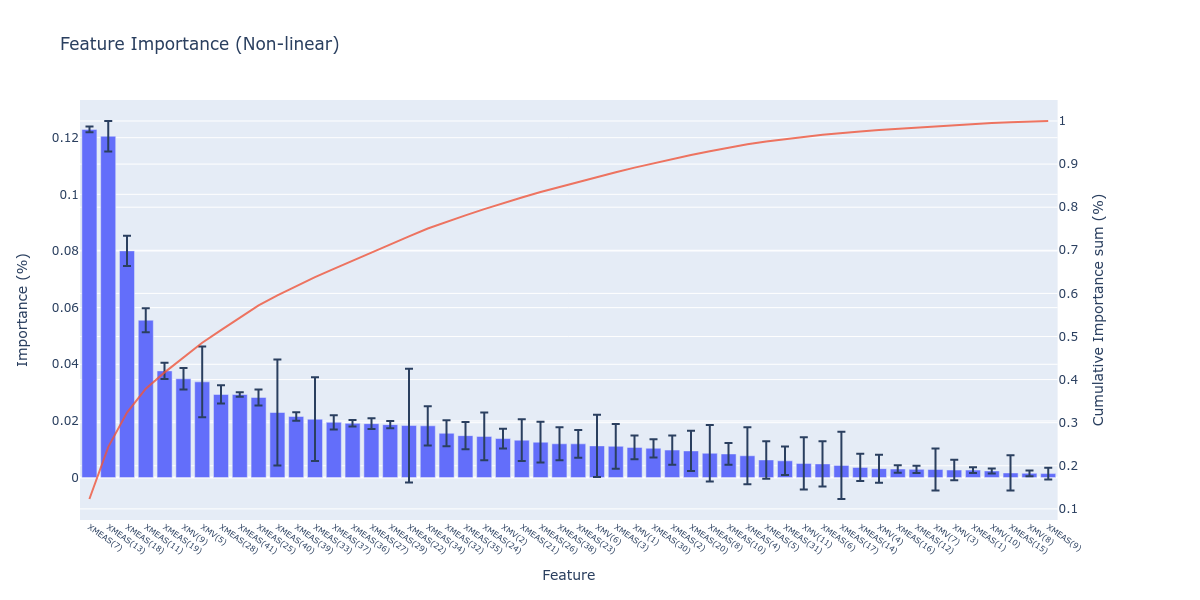 Feature Importance (Non-linear)
0.12
0.1
0.08
0.06
0.04
0.02
0
Importance (%)
1
0.9
0.8
0.7
0.6
0.5
0.4
0.3
0.2
0.1
Cumulative Importance sum (%)
XMEAS(7)
XMEAS(13)
XMEAS(18)
XMEAS(11)
XMEAS(19)
XMV(9)
XMV(5)
XMEAS(28)
XMEAS(41)
XMEAS(25)
XMEAS(40)
XMEAS(39)
XMEAS(33)
XMEAS(37)
XMEAS(36)
XMEAS(27)
XMEAS(29)
XMEAS(22)
XMEAS(34)
XMEAS(32)
XMEAS(35)
XMEAS(24)
XMV(2)
XMEAS(21)
XMEAS(26)
XMEAS(38)
XMEAS(23)
XMV(6)
XMEAS(3)
XMV(1)
XMEAS(30)
XMEAS(2)
XMEAS(20)
XMEAS(8)
XMEAS(10)
XMEAS(4)
XMEAS(5)
XMEAS(31)
XMV(11)
XMEAS(6)
XMEAS(17)
XMEAS(14)
XMV(4)
XMEAS(16)
XMEAS(12)
XMV(7)
XMV(3)
XMEAS(1)
XMV(10)
XMEAS(15)
XMV(8)
XMEAS(9)
Feature